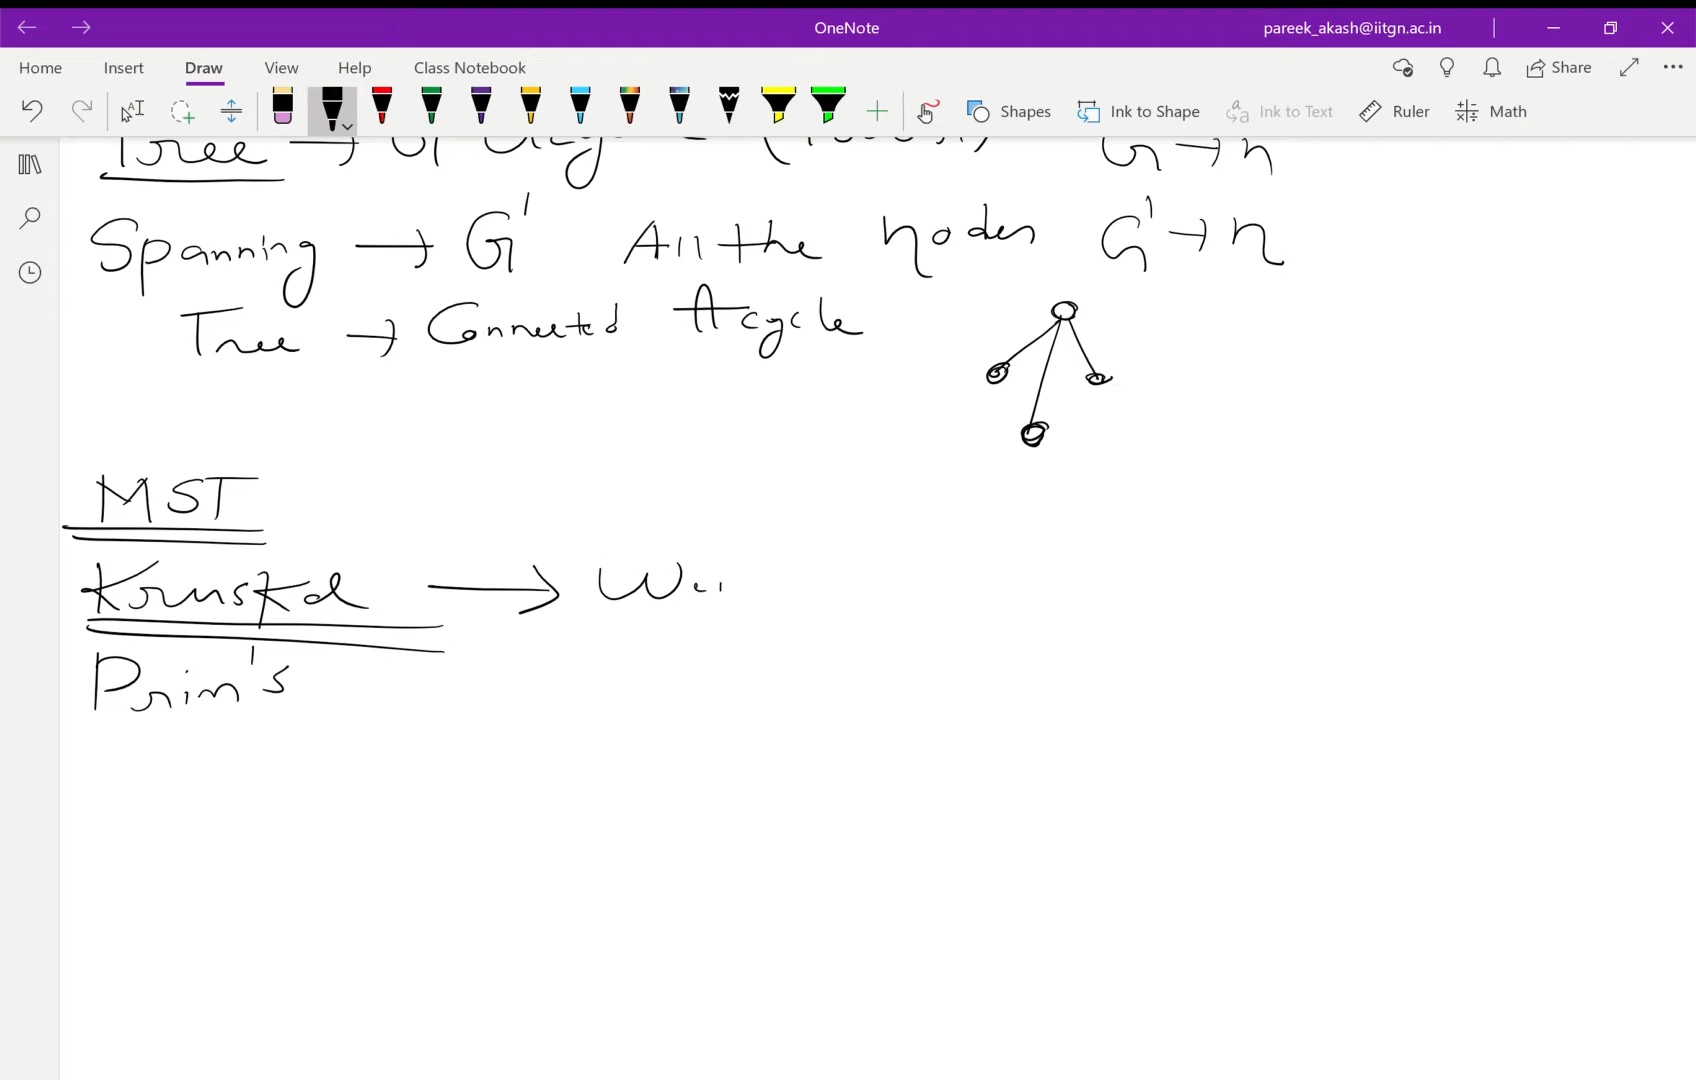 OneNote
pareek_akash@iitgn.ac.in
Home Insert Draw View Help Class Notebook Share
Shapes Ink to Shape Ink to Text Ruler Math
Tree → G → n
Spanning → G' All the nodes G' → n
Tree → Connected Acycle
MST
Kruskal → Wei
Prim's